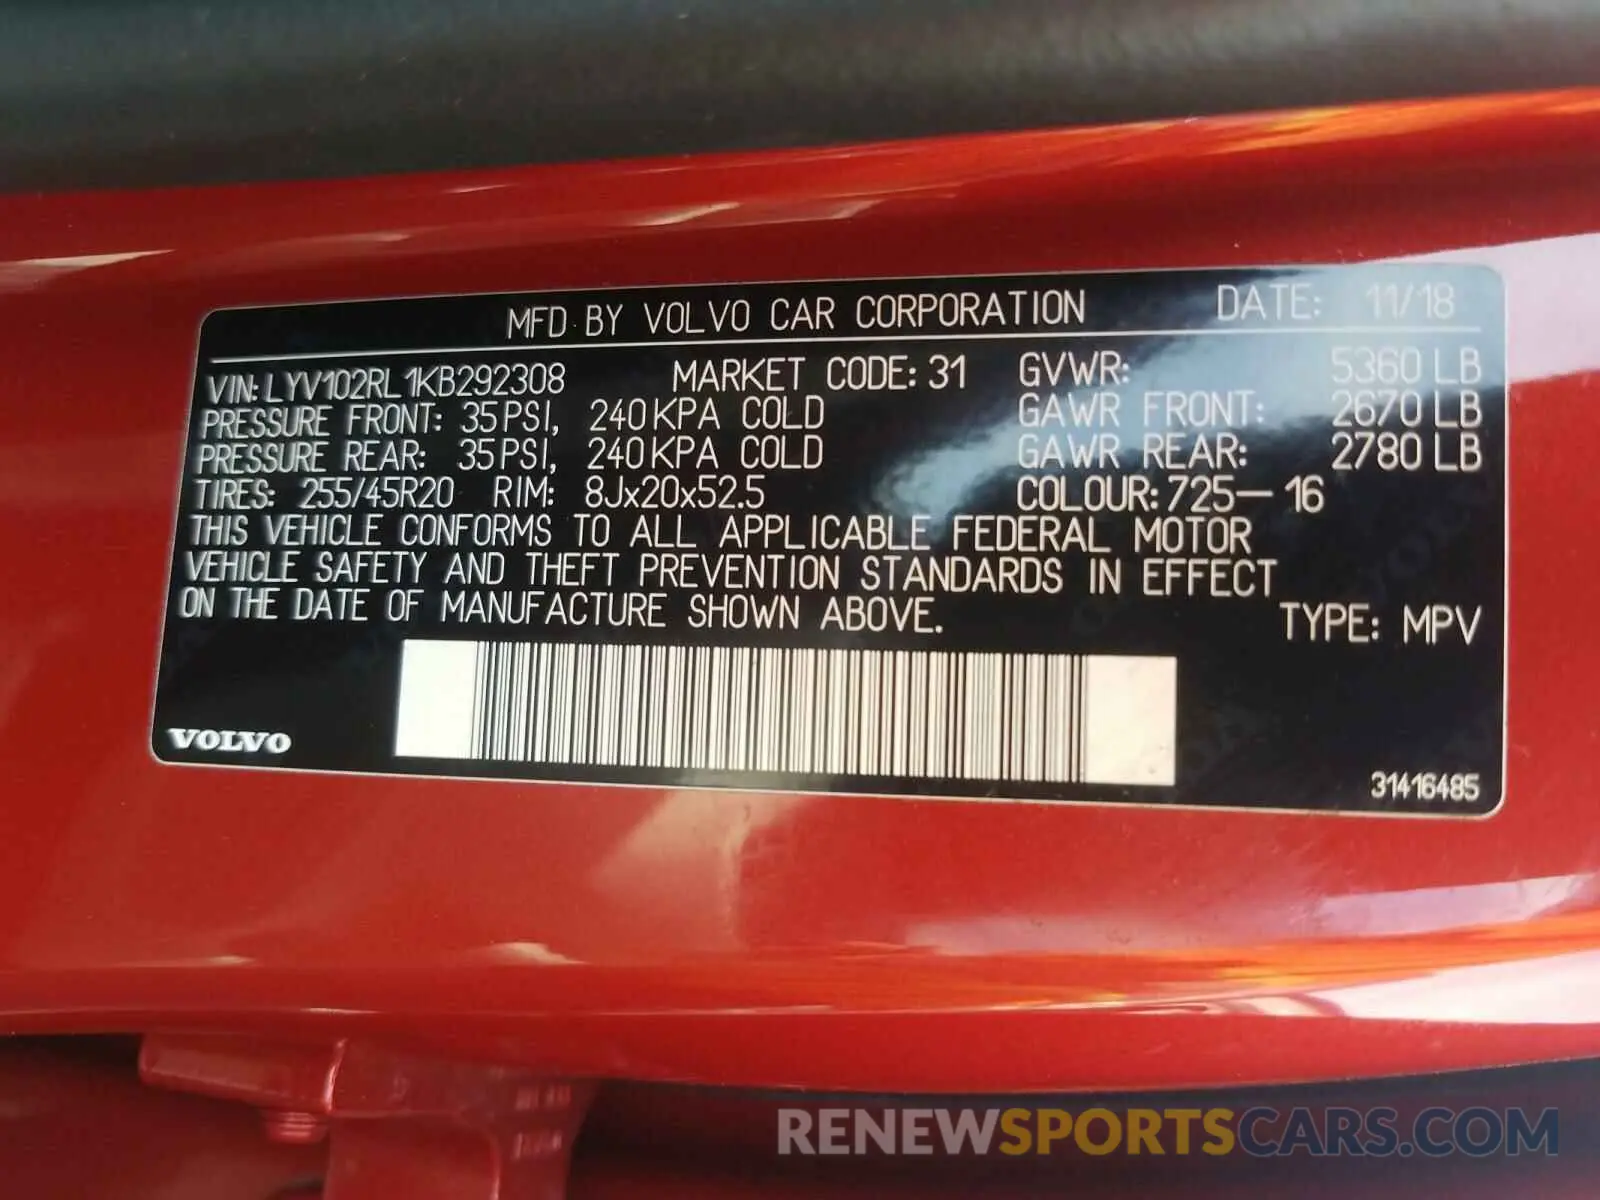 MFD BY VOLVO CAR CORPORATION DATE: 11/18
VIN: LYV102RL1KB292308 MARKET CODE: 31 GVWR: 5360 LB
PRESSURE FRONT: 35PSI, 240KPA COLD GAWR FRONT: 2670 LB
PRESSURE REAR: 35PSI, 240KPA COLD GAWR REAR: 2780 LB
TIRES: 255/45R20 RIM: 8Jx20x52.5 COLOUR: 725-16
THIS VEHICLE CONFORMS TO ALL APPLICABLE FEDERAL MOTOR
VEHICLE SAFETY AND THEFT PREVENTION STANDARDS IN EFFECT
ON THE DATE OF MANUFACTURE SHOWN ABOVE. TYPE: MPV
VOLVO
31416485
RENEWSPORTSCARS.COM